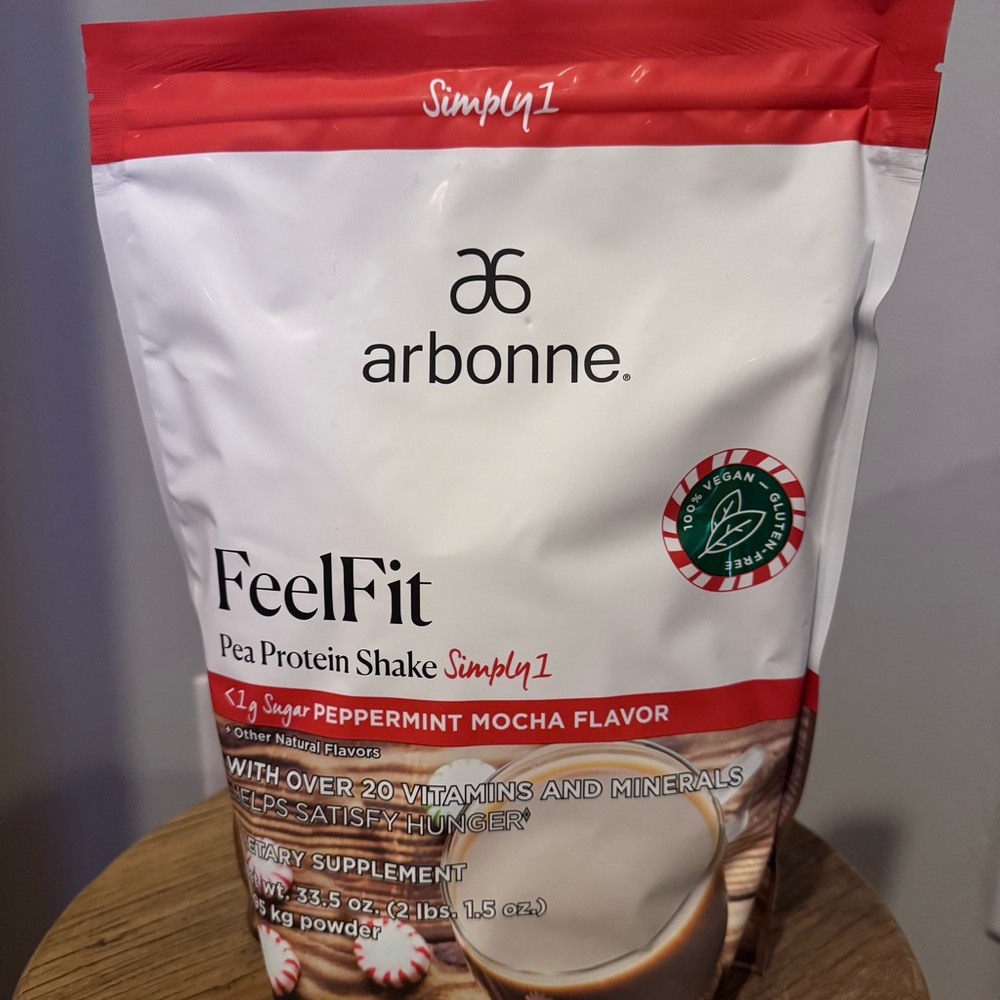 Simply1
arbonne®
100% VEGAN — GLUTEN-FREE
FeelFit
Pea Protein Shake Simply1
<1g Sugar PEPPERMINT MOCHA FLAVOR
+ Other Natural Flavors
WITH OVER 20 VITAMINS AND MINERALS
HELPS SATISFY HUNGER◊
ETARY SUPPLEMENT
wt. 33.5 oz. (2 lbs. 1.5 oz.)
95 kg powder